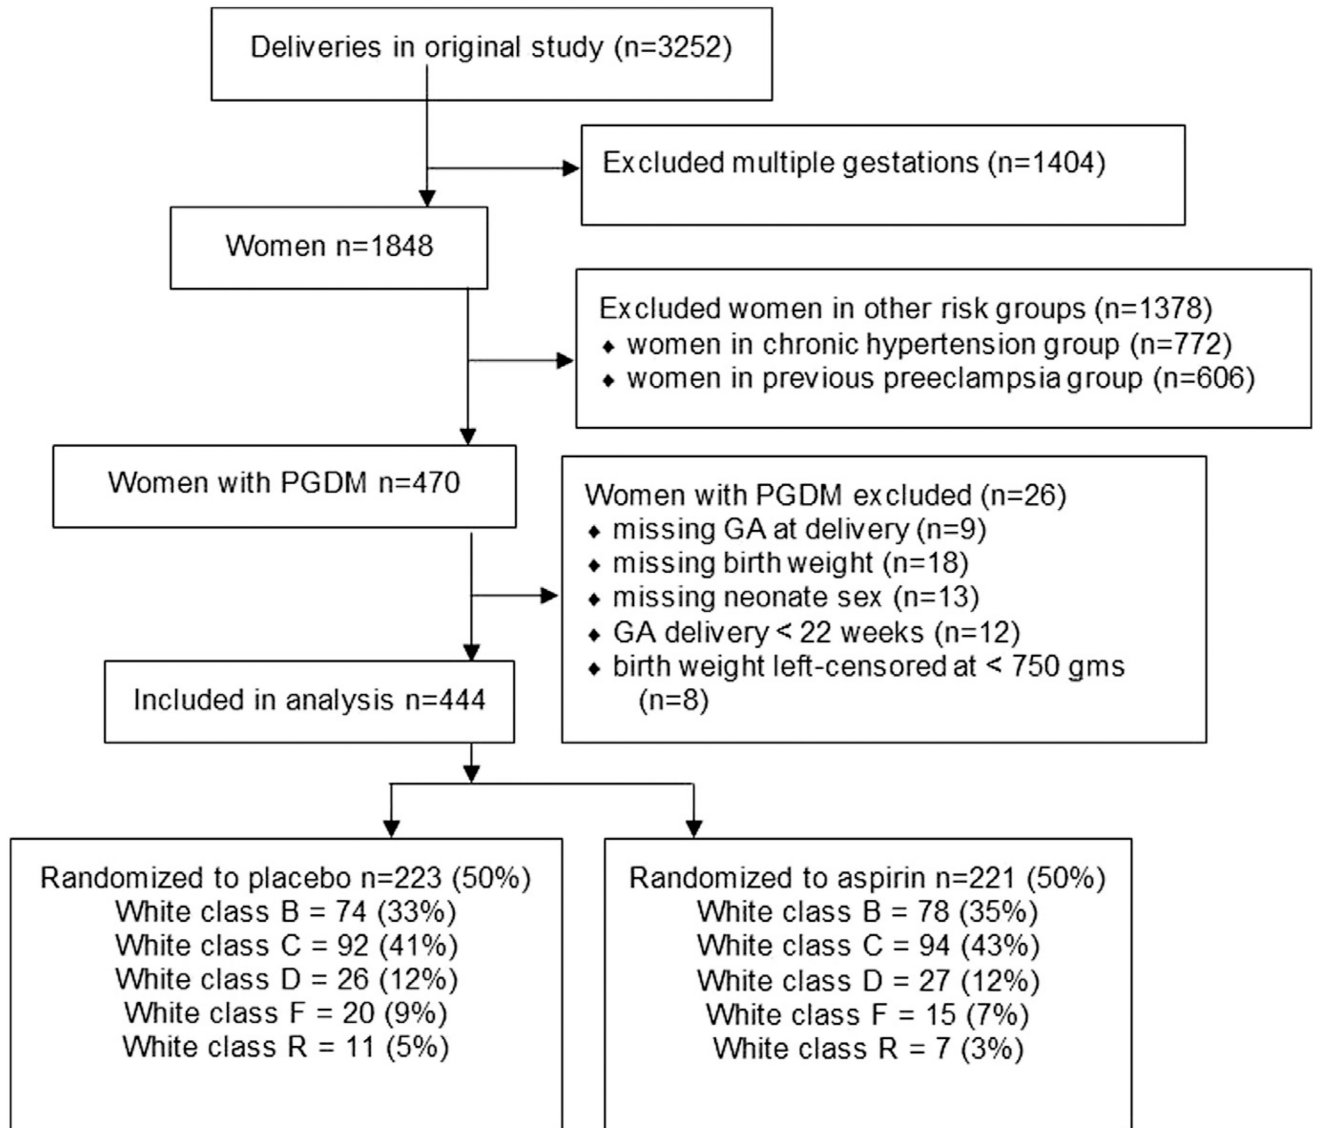 Deliveries in original study (n=3252)
Excluded multiple gestations (n=1404)
Women n=1848
Excluded women in other risk groups (n=1378)
♦ women in chronic hypertension group (n=772)
♦ women in previous preeclampsia group (n=606)
Women with PGDM n=470
Women with PGDM excluded (n=26)
♦ missing GA at delivery (n=9)
♦ missing birth weight (n=18)
♦ missing neonate sex (n=13)
♦ GA delivery < 22 weeks (n=12)
♦ birth weight left-censored at < 750 gms
(n=8)
Included in analysis n=444
Randomized to placebo n=223 (50%)
White class B = 74 (33%)
White class C = 92 (41%)
White class D = 26 (12%)
White class F = 20 (9%)
White class R = 11 (5%)
Randomized to aspirin n=221 (50%)
White class B = 78 (35%)
White class C = 94 (43%)
White class D = 27 (12%)
White class F = 15 (7%)
White class R = 7 (3%)